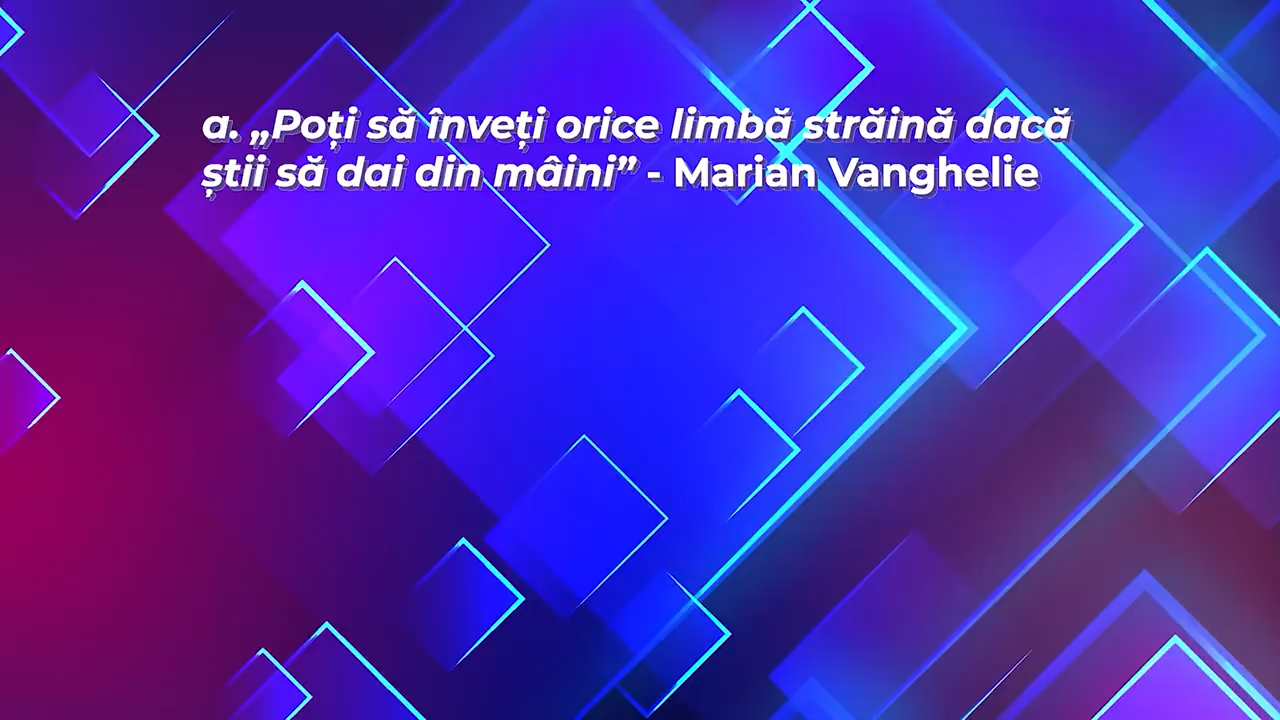 a. „Poți să înveți orice limbă străină dacă
știi să dai din mâini” - Marian Vanghelie